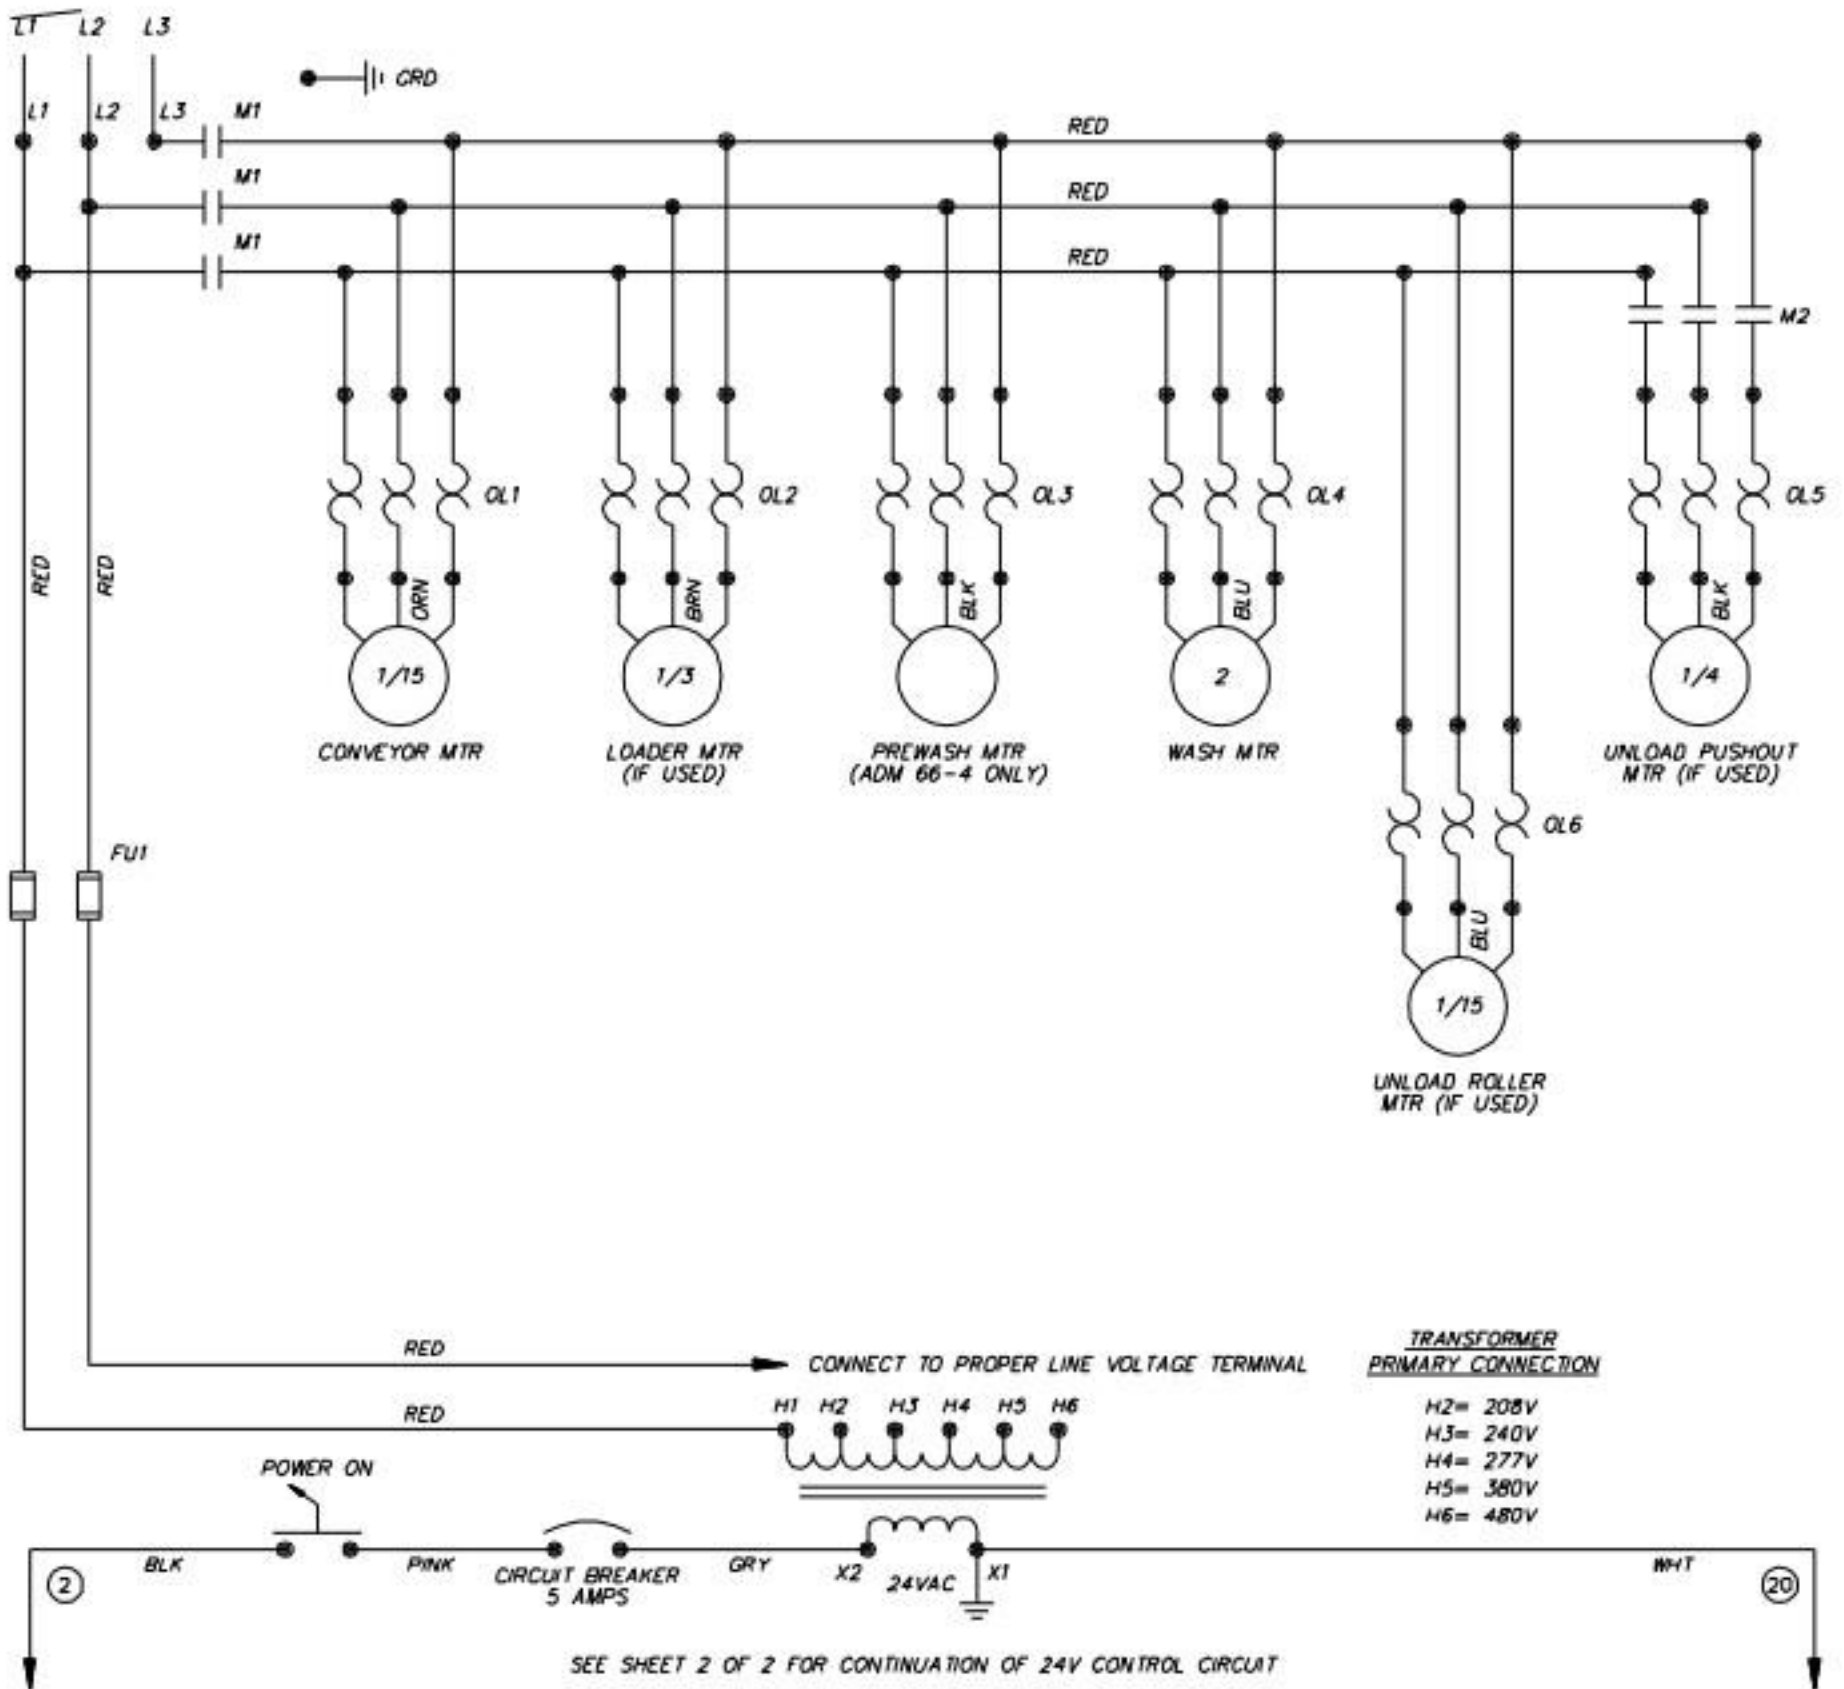 L1 L2 L3
GRD
L1 L2 L3 M1
RED
M1
RED
M1
RED
M2
OL1 OL2 OL3 OL4 OL5
RED RED
ORN BRN BLK BLU BLK
1/15 1/3 2 1/4
CONVEYOR MTR
LOADER MTR
(IF USED)
PREWASH MTR
(ADM 66-4 ONLY)
WASH MTR
UNLOAD PUSHOUT
MTR (IF USED)
OL6
FU1
BLU
1/15
UNLOAD ROLLER
MTR (IF USED)
RED
CONNECT TO PROPER LINE VOLTAGE TERMINAL
RED
H1 H2 H3 H4 H5 H6
TRANSFORMER
PRIMARY CONNECTION
H2= 208V
H3= 240V
H4= 277V
H5= 380V
H6= 480V
POWER ON
2
BLK
PINK
CIRCUIT BREAKER
5 AMPS
GRY
X2 24VAC X1
WHT
20
SEE SHEET 2 OF 2 FOR CONTINUATION OF 24V CONTROL CIRCUIT